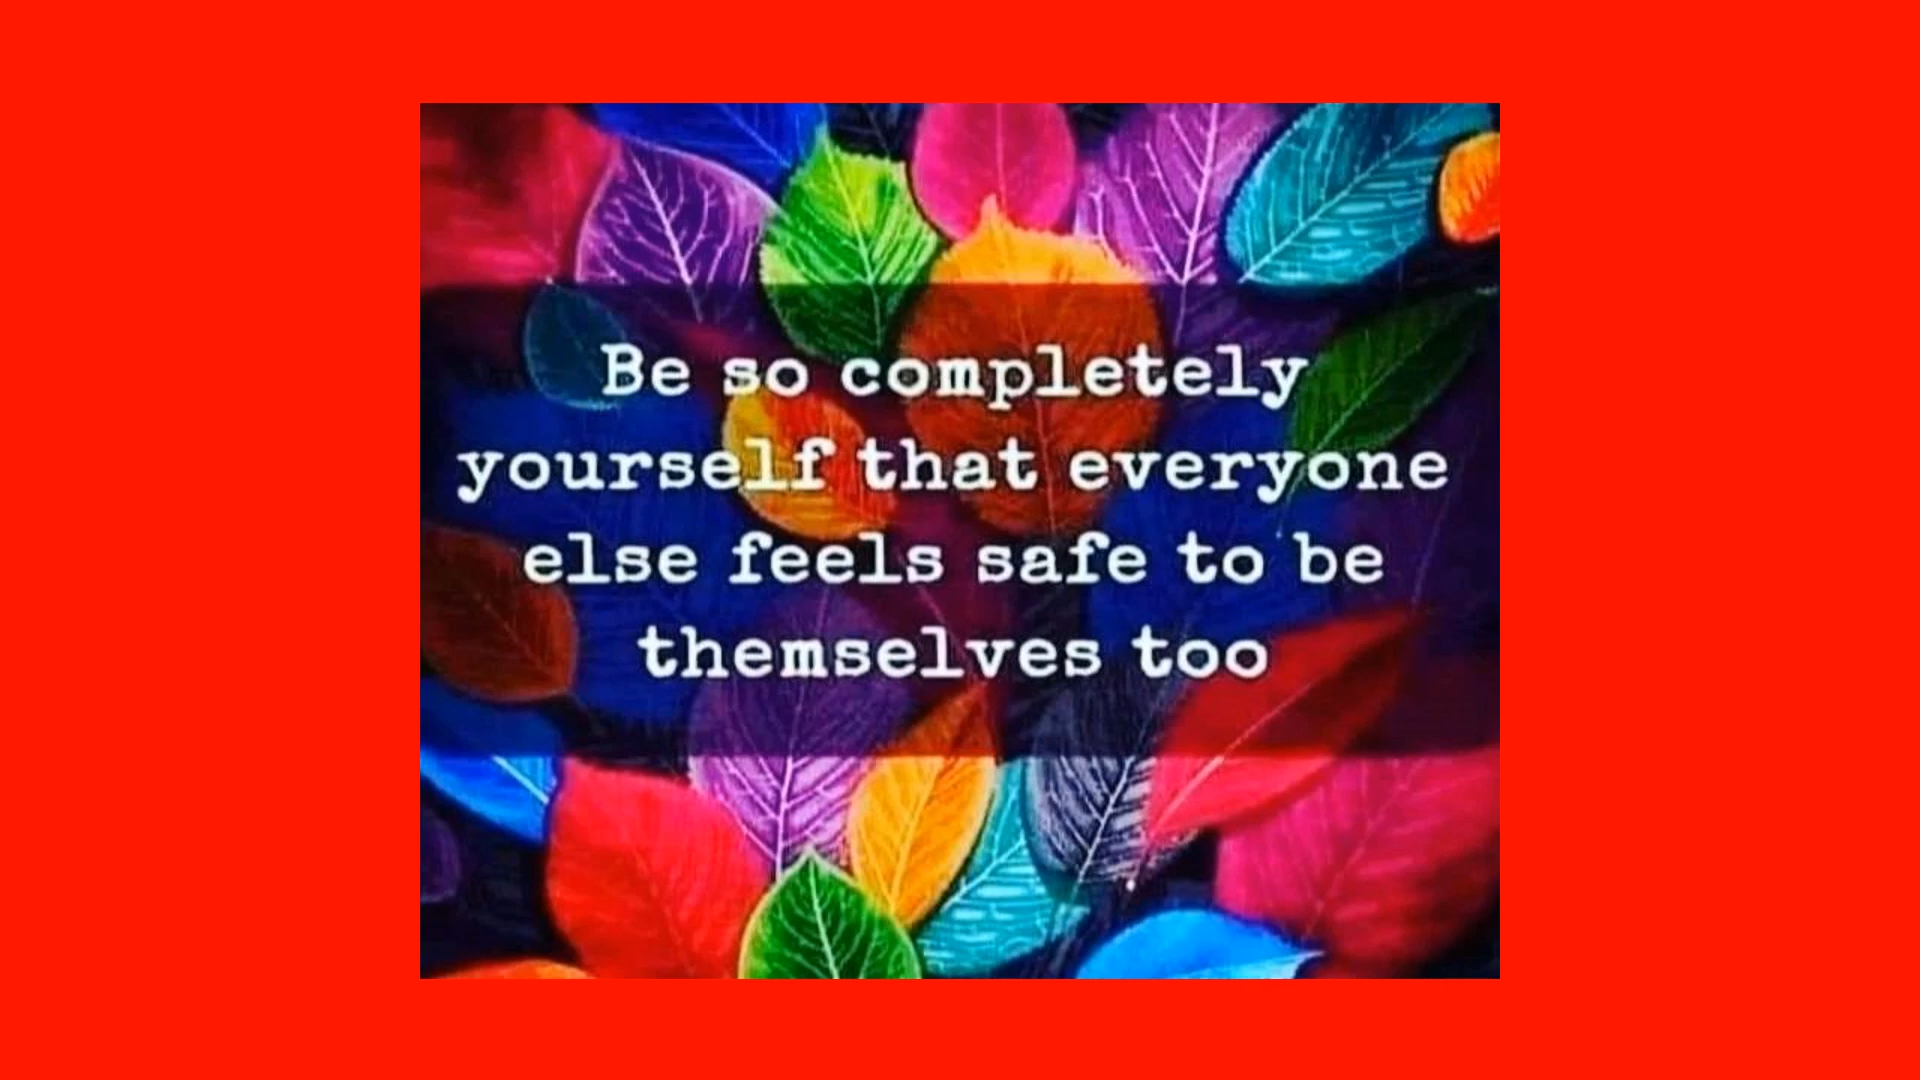 Be so completely
yourself that everyone
else feels safe to be
themselves too